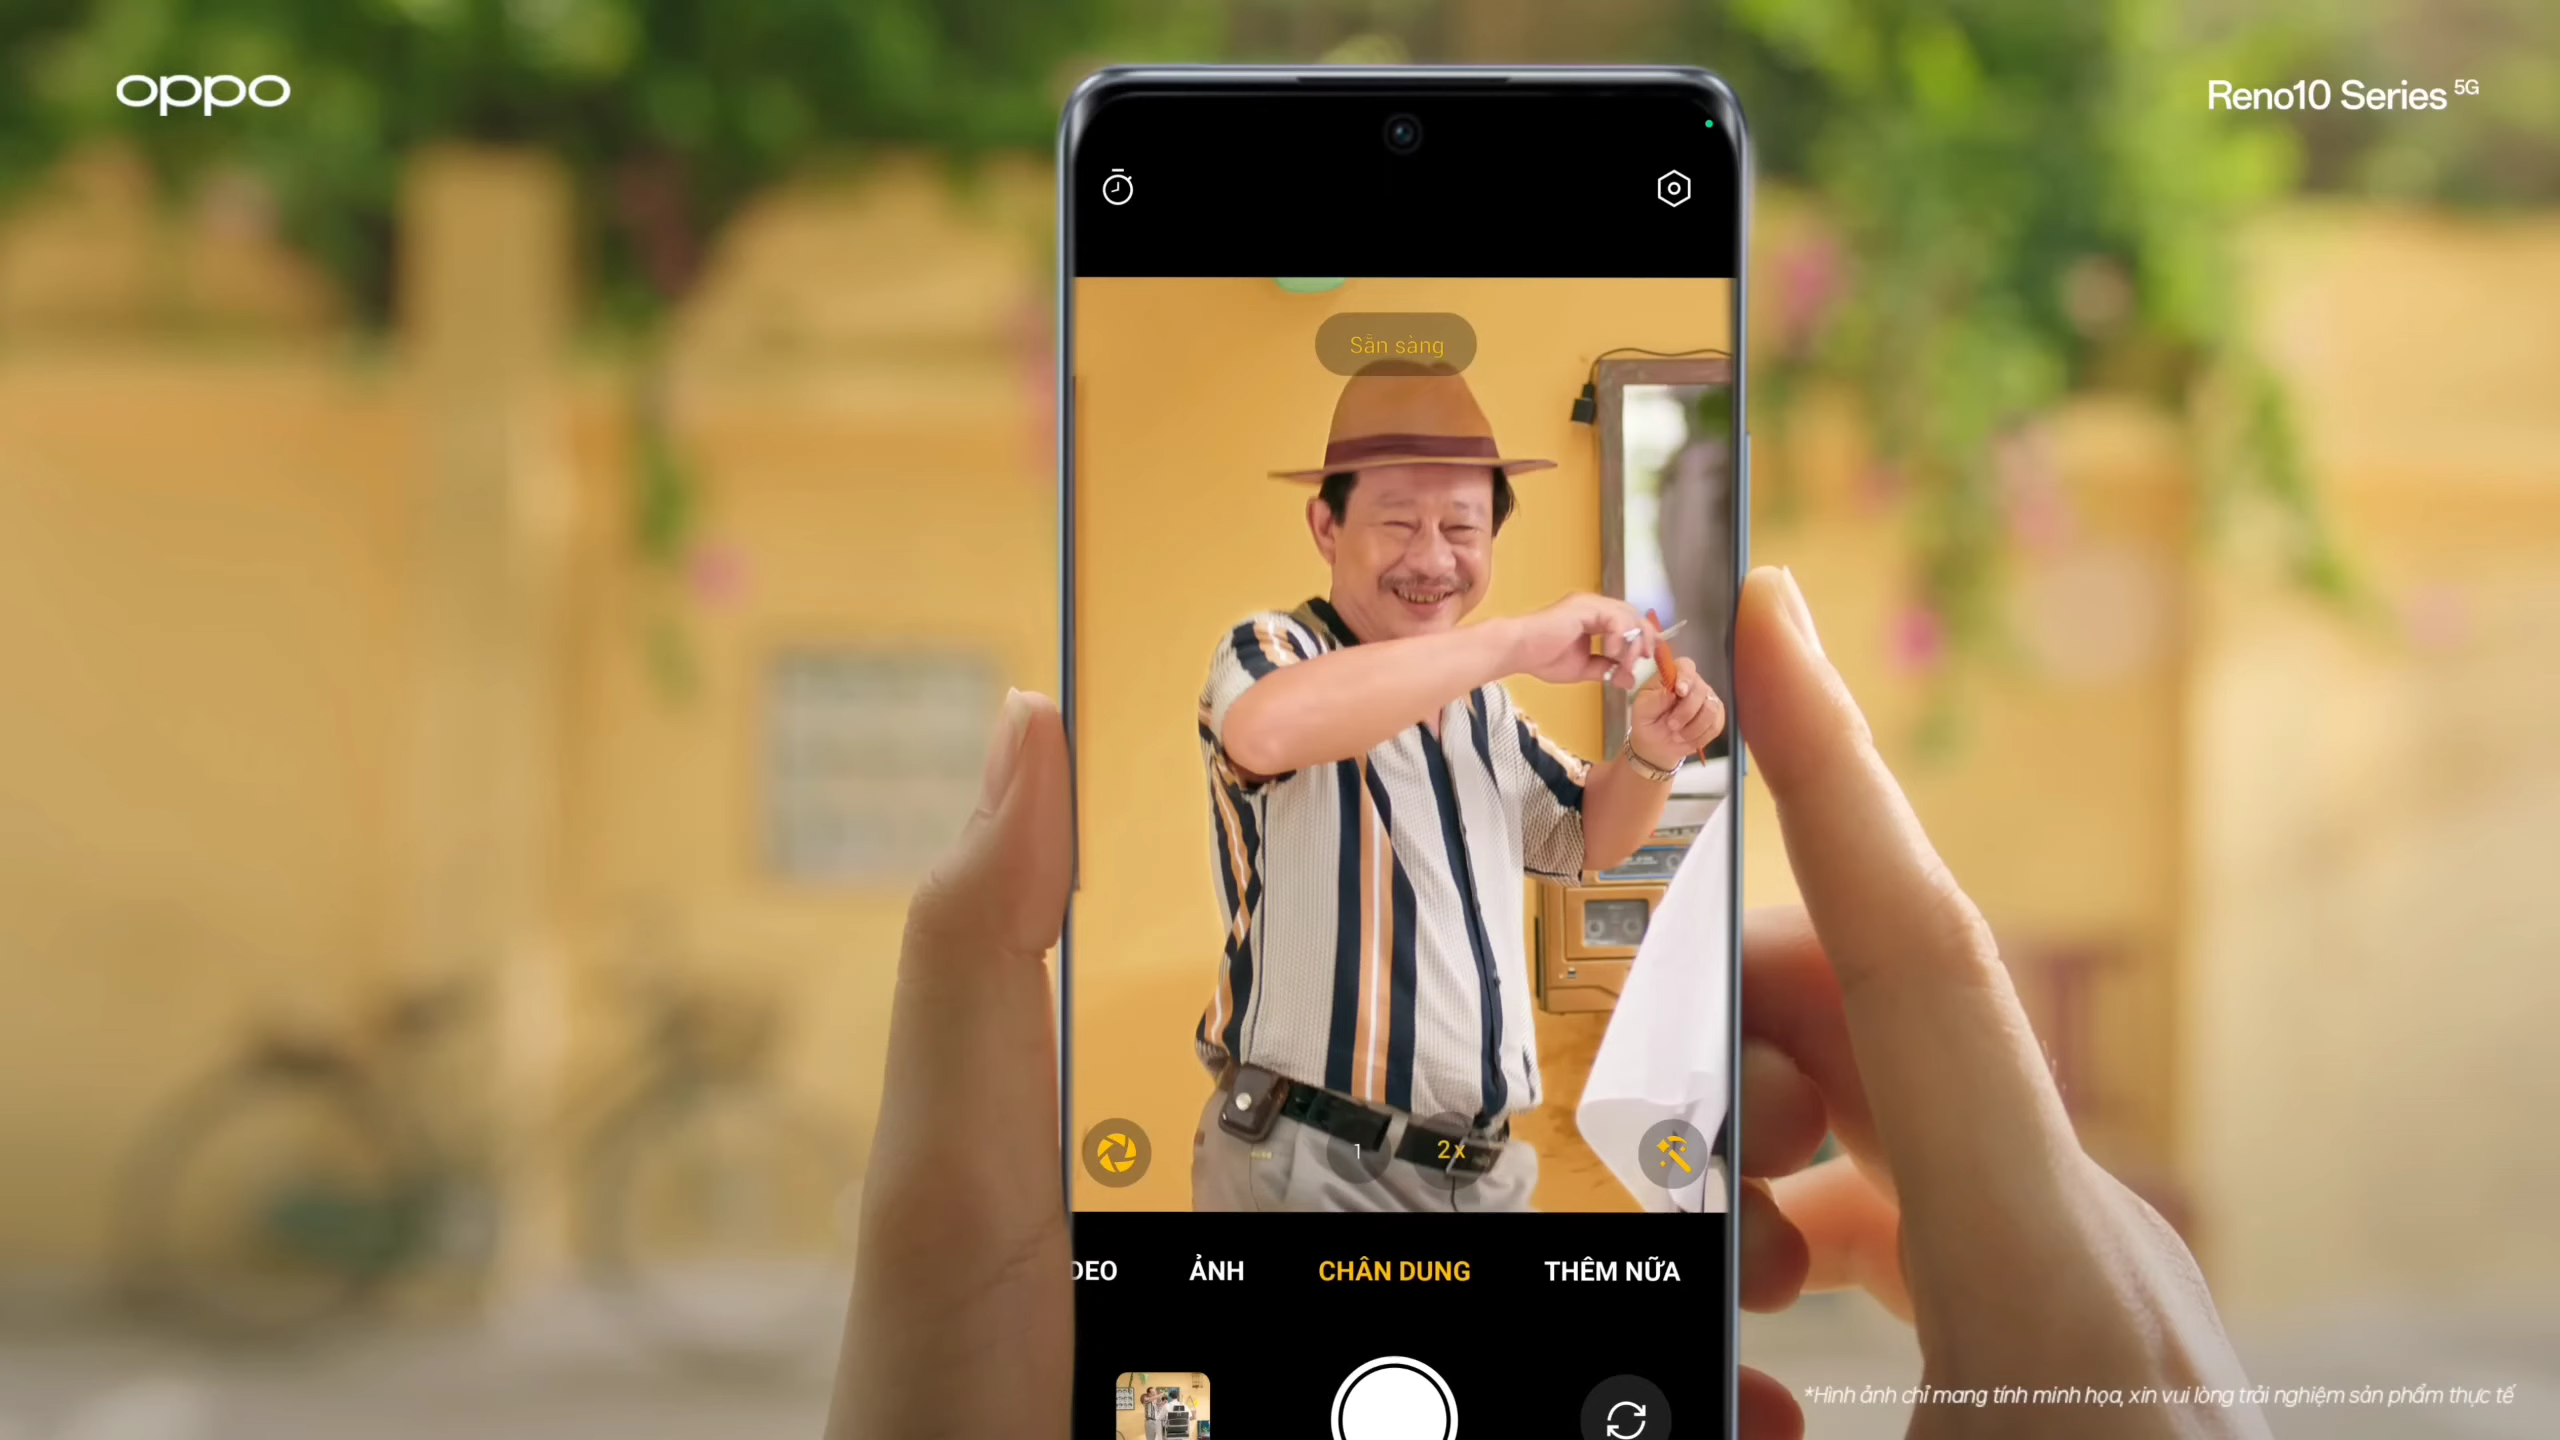 oppo
Reno10 Series 5G
Sẵn sàng
1
2x
DEO
ẢNH
CHÂN DUNG
THÊM NỮA
*Hình ảnh chỉ mang tính minh họa, xin vui lòng trải nghiệm sản phẩm thực tế